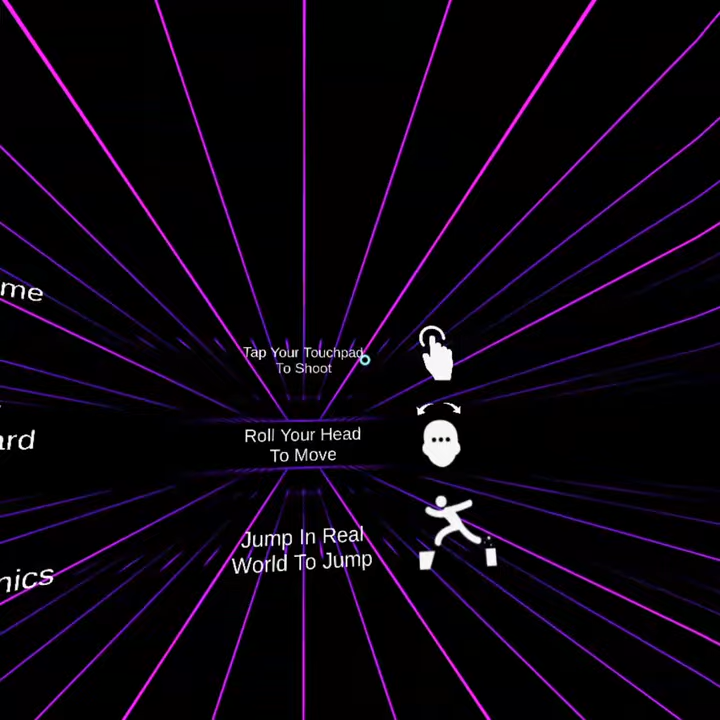 Tap Your Touchpad
To Shoot
Roll Your Head
To Move
Jump In Real
World To Jump
me
ard
nics